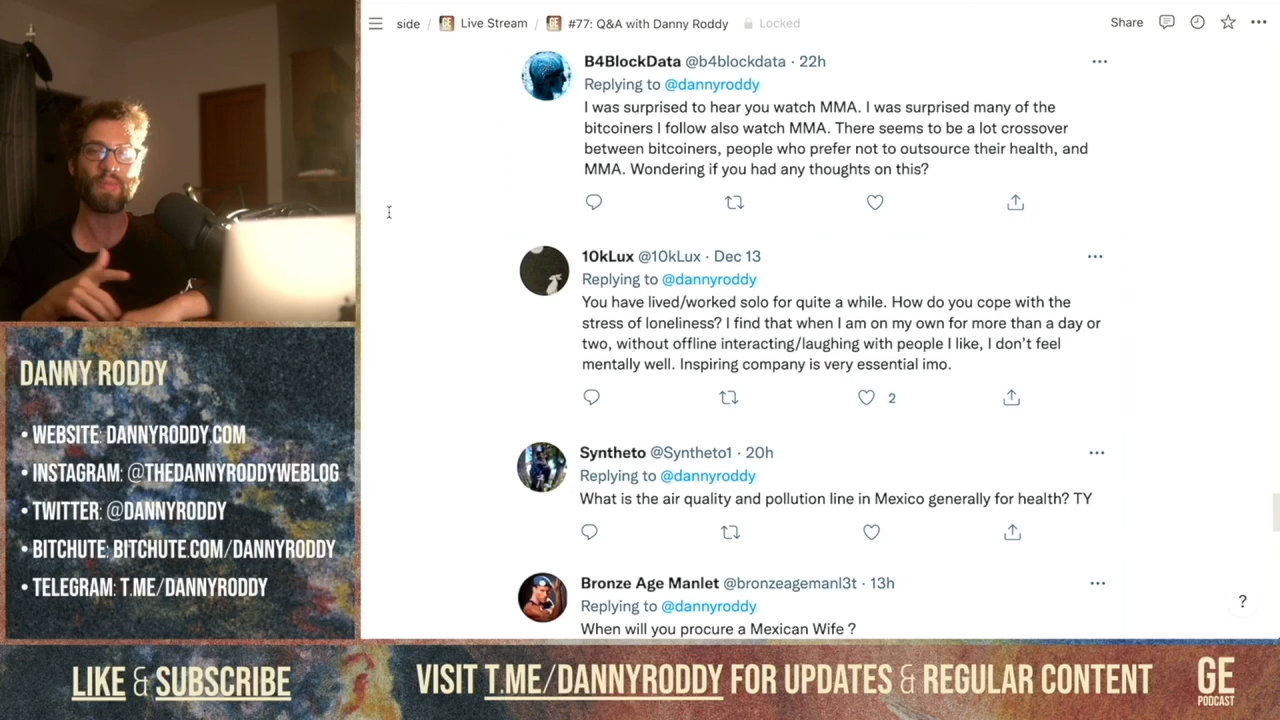 side / Live Stream / #77: Q&A with Danny Roddy Locked
Share
B4BlockData @b4blockdata · 22h
Replying to @dannyroddy
I was surprised to hear you watch MMA. I was surprised many of the
bitcoiners I follow also watch MMA. There seems to be a lot crossover
between bitcoiners, people who prefer not to outsource their health, and
MMA. Wondering if you had any thoughts on this?
10kLux @10kLux · Dec 13
Replying to @dannyroddy
You have lived/worked solo for quite a while. How do you cope with the
stress of loneliness? I find that when I am on my own for more than a day or
two, without offline interacting/laughing with people I like, I don't feel
mentally well. Inspiring company is very essential imo.
2
Syntheto @Syntheto1 · 20h
Replying to @dannyroddy
What is the air quality and pollution line in Mexico generally for health? TY
Bronze Age Manlet @bronzeagemanl3t · 13h
Replying to @dannyroddy
When will you procure a Mexican Wife ?
?
DANNY RODDY
• WEBSITE: DANNYRODDY.COM
• INSTAGRAM: @THEDANNYRODDYWEBLOG
• TWITTER: @DANNYRODDY
• BITCHUTE: BITCHUTE.COM/DANNYRODDY
• TELEGRAM: T.ME/DANNYRODDY
LIKE & SUBSCRIBE
VISIT T.ME/DANNYRODDY FOR UPDATES & REGULAR CONTENT
GE
PODCAST